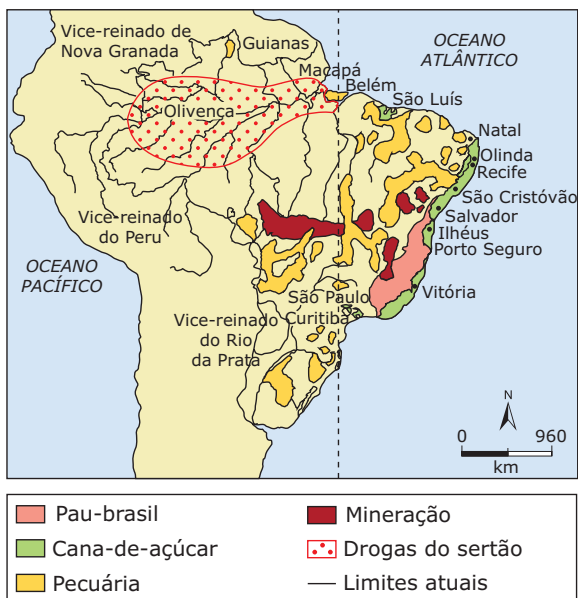 Vice-reinado de
Nova Granada
Guianas
OCEANO
ATLÂNTICO
Macapá
Belém
Olivença
São Luís
Natal
Olinda
Recife
São Cristóvão
Salvador
Ilhéus
Porto Seguro
Vice-reinado
do Peru
OCEANO
PACÍFICO
São Paulo
Curitiba
Vitória
Vice-reinado
do Rio
da Prata
N
0 960
km
Pau-brasil
Cana-de-açúcar
Pecuária
Mineração
Drogas do sertão
Limites atuais